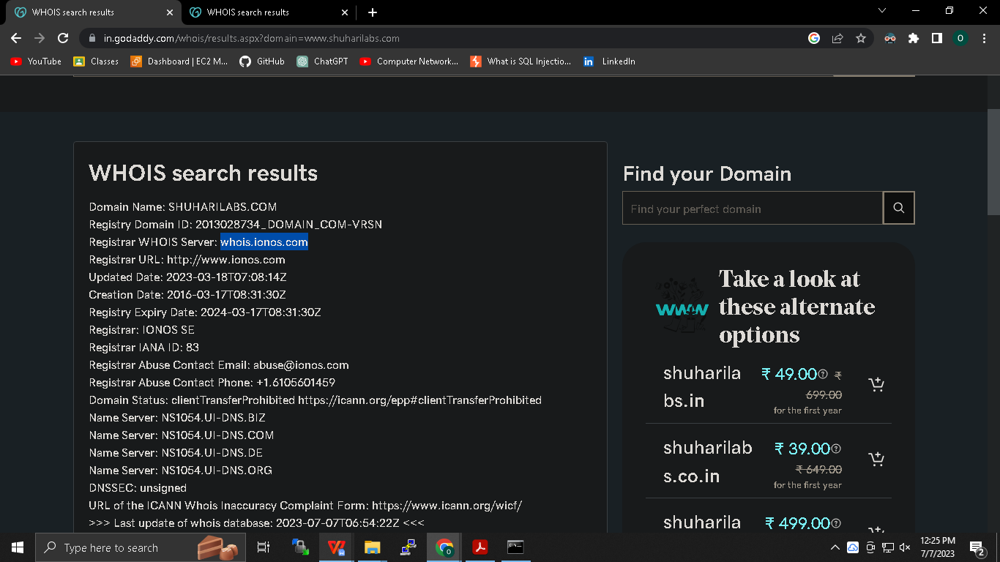 WHOIS search results
WHOIS search results
in.godaddy.com/whois/results.aspx?domain=www.shuharilabs.com
O
YouTube
Classes
Dashboard | EC2 M...
GitHub
ChatGPT
Computer Network...
What is SQL Injectio...
LinkedIn
WHOIS search results
Domain Name: SHUHARILABS.COM
Registry Domain ID: 2013028734_DOMAIN_COM-VRSN
Registrar WHOIS Server: whois.ionos.com
Registrar URL: http://www.ionos.com
Updated Date: 2023-03-18T07:08:14Z
Creation Date: 2016-03-17T08:31:30Z
Registry Expiry Date: 2024-03-17T08:31:30Z
Registrar: IONOS SE
Registrar IANA ID: 83
Registrar Abuse Contact Email: abuse@ionos.com
Registrar Abuse Contact Phone: +1.6105601459
Domain Status: clientTransferProhibited https://icann.org/epp#clientTransferProhibited
Name Server: NS1054.UI-DNS.BIZ
Name Server: NS1054.UI-DNS.COM
Name Server: NS1054.UI-DNS.DE
Name Server: NS1054.UI-DNS.ORG
DNSSEC: unsigned
URL of the ICANN Whois Inaccuracy Complaint Form: https://www.icann.org/wicf/
>>> Last update of whois database: 2023-07-07T06:54:22Z <<<
Find your Domain
Find your perfect domain
www
Take a look at
these alternate
options
shuharila
bs.in
₹ 49.00 ₹
699.00
for the first year
shuharilab
s.co.in
₹ 39.00
₹ 649.00
for the first year
shuharila
₹ 499.00
Type here to search
12:25 PM
7/7/2023
2